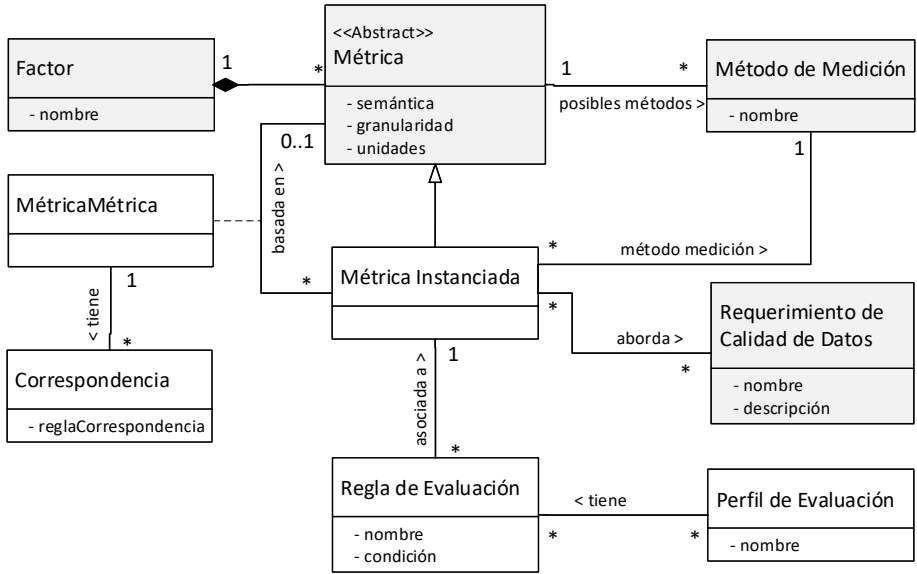 <<Abstract>>
Métrica
- semántica
- granularidad
- unidades
Factor
- nombre
1
*
1
*
posibles métodos >
Método de Medición
- nombre
1
0..1
basada en >
*
MétricaMétrica
1
< tiene
*
Correspondencia
- reglaCorrespondencia
Métrica Instanciada
*
método medición >
*
aborda >
*
Requerimiento de
Calidad de Datos
- nombre
- descripción
1
asociada a >
*
Regla de Evaluación
- nombre
- condición
< tiene
*
*
Perfil de Evaluación
- nombre